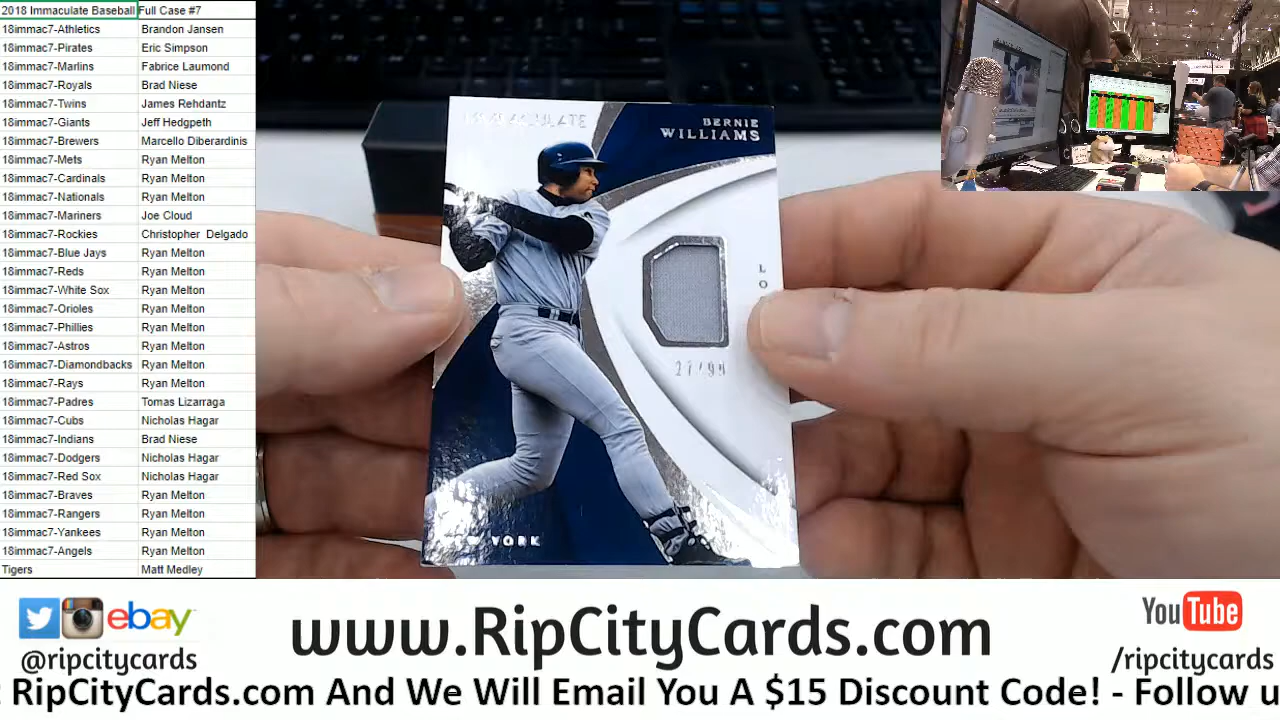 2018 Immaculate Baseball Full Case #7
18immac7-Athletics Brandon Jansen
18immac7-Pirates Eric Simpson
18immac7-Marlins Fabrice Laumond
18immac7-Royals Brad Niese
18immac7-Twins James Rehdantz
18immac7-Giants Jeff Hedgpeth
18immac7-Brewers Marcello Diberardinis
18immac7-Mets Ryan Melton
18immac7-Cardinals Ryan Melton
18immac7-Nationals Ryan Melton
18immac7-Mariners Joe Cloud
18immac7-Rockies Christopher Delgado
18immac7-Blue Jays Ryan Melton
18immac7-Reds Ryan Melton
18immac7-White Sox Ryan Melton
18immac7-Orioles Ryan Melton
18immac7-Phillies Ryan Melton
18immac7-Astros Ryan Melton
18immac7-Diamondbacks Ryan Melton
18immac7-Rays Ryan Melton
18immac7-Padres Tomas Lizarraga
18immac7-Cubs Nicholas Hagar
18immac7-Indians Brad Niese
18immac7-Dodgers Nicholas Hagar
18immac7-Red Sox Nicholas Hagar
18immac7-Braves Ryan Melton
18immac7-Rangers Ryan Melton
18immac7-Yankees Ryan Melton
18immac7-Angels Ryan Melton
Tigers Matt Medley
IMMACULATE
BERNIE
WILLIAMS
LO
27/99
NEW YORK
ebay
@ripcitycards
www.RipCityCards.com
YouTube
/ripcitycards
RipCityCards.com And We Will Email You A $15 Discount Code! - Follow u